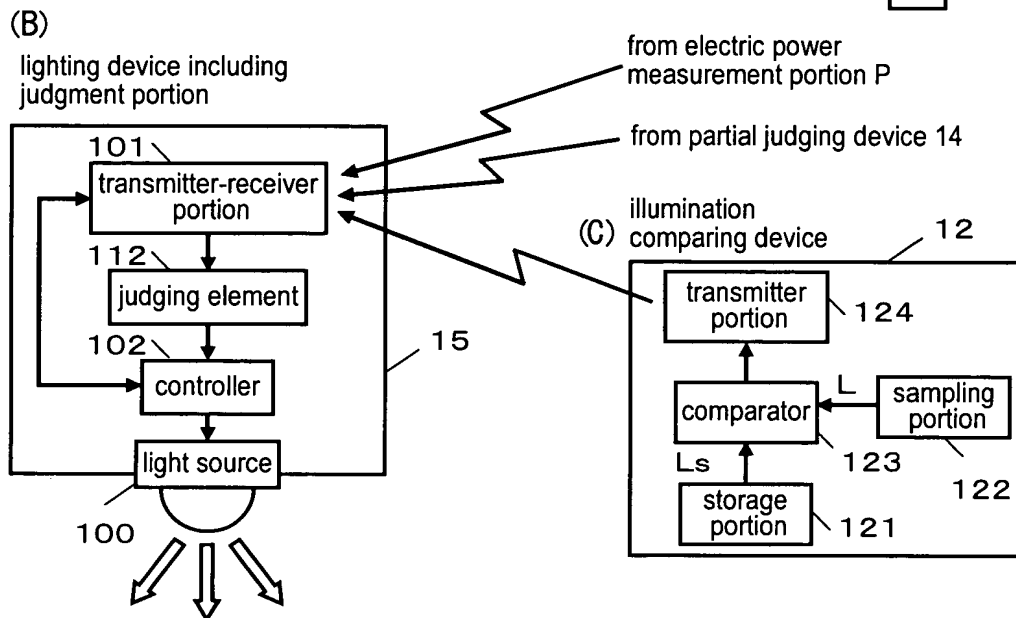 (B)
lighting device including
judgment portion
from electric power
measurement portion P
from partial judging device 14
101
transmitter-receiver
portion
112
judging element
102
controller
15
light source
100
(C)
illumination
comparing device
12
transmitter
portion
124
comparator
L
sampling
portion
123
122
Ls
storage
portion
121